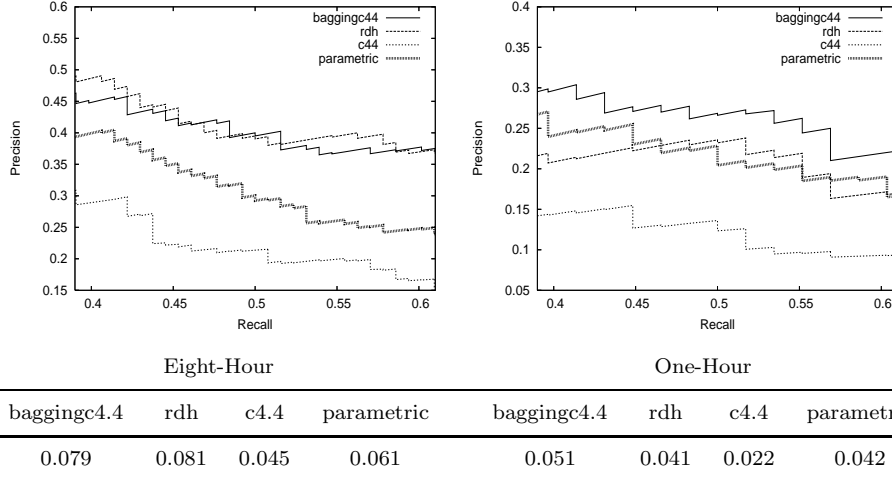 0.6
0.55
0.5
0.45
0.4
0.35
0.3
0.25
0.2
0.15
Precision
0.4 0.45 0.5 0.55 0.6
Recall
baggingc44
rdh
c44
parametric
0.4
0.35
0.3
0.25
0.2
0.15
0.1
0.05
Precision
0.4 0.45 0.5 0.55 0.6
Recall
baggingc44
rdh
c44
parametric
Eight-Hour One-Hour
baggingc4.4 rdh c4.4 parametric baggingc4.4 rdh c4.4 parametr
0.079 0.081 0.045 0.061 0.051 0.041 0.022 0.042